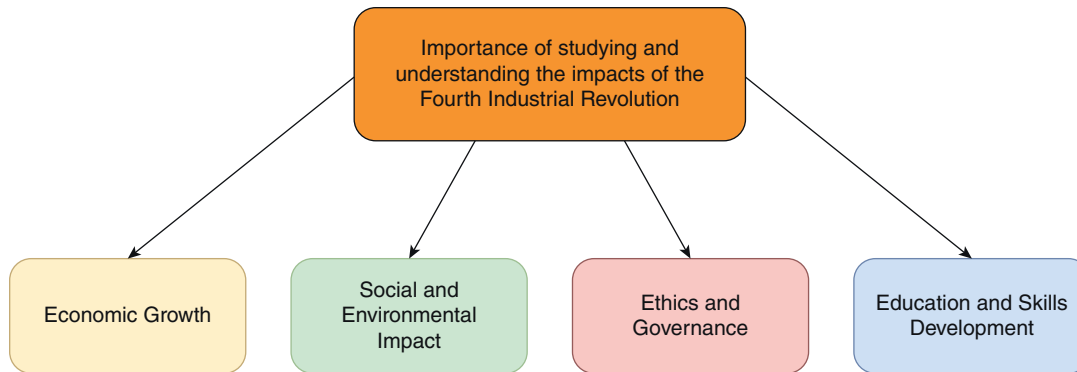 Importance of studying and
understanding the impacts of the
Fourth Industrial Revolution
Economic Growth
Social and
Environmental
Impact
Ethics and
Governance
Education and Skills
Development